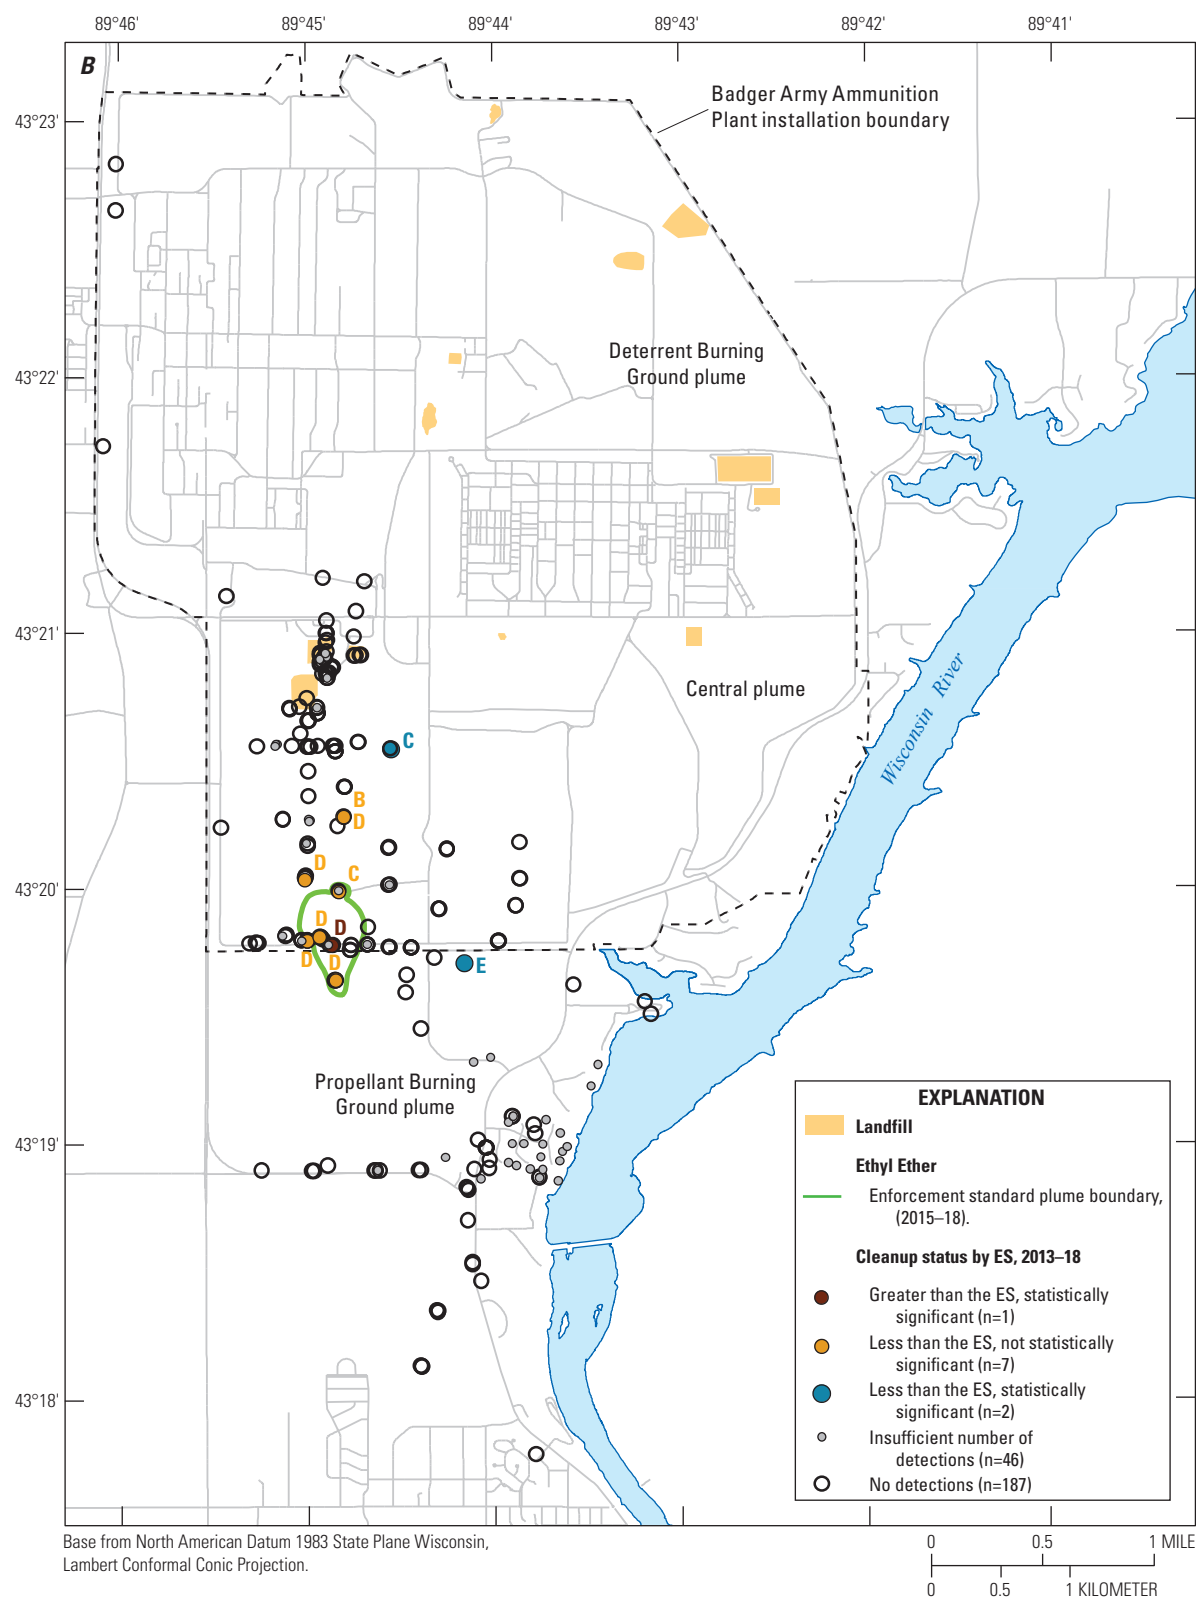 89°46' 89°45' 89°44' 89°43' 89°42' 89°41'
B
Badger Army Ammunition
Plant installation boundary
43°23'
Deterrent Burning
Ground plume
43°22'
43°21'
Central plume
Wisconsin River
C
B
D
D
C
43°20'
D
D
D
D
E
Propellant Burning
Ground plume
43°19'
43°18'
EXPLANATION
Landfill
Ethyl Ether
Enforcement standard plume boundary,
(2015–18).
Cleanup status by ES, 2013–18
Greater than the ES, statistically
significant (n=1)
Less than the ES, not statistically
significant (n=7)
Less than the ES, statistically
significant (n=2)
Insufficient number of
detections (n=46)
No detections (n=187)
Base from North American Datum 1983 State Plane Wisconsin,
Lambert Conformal Conic Projection.
0 0.5 1 MILE
0 0.5 1 KILOMETER